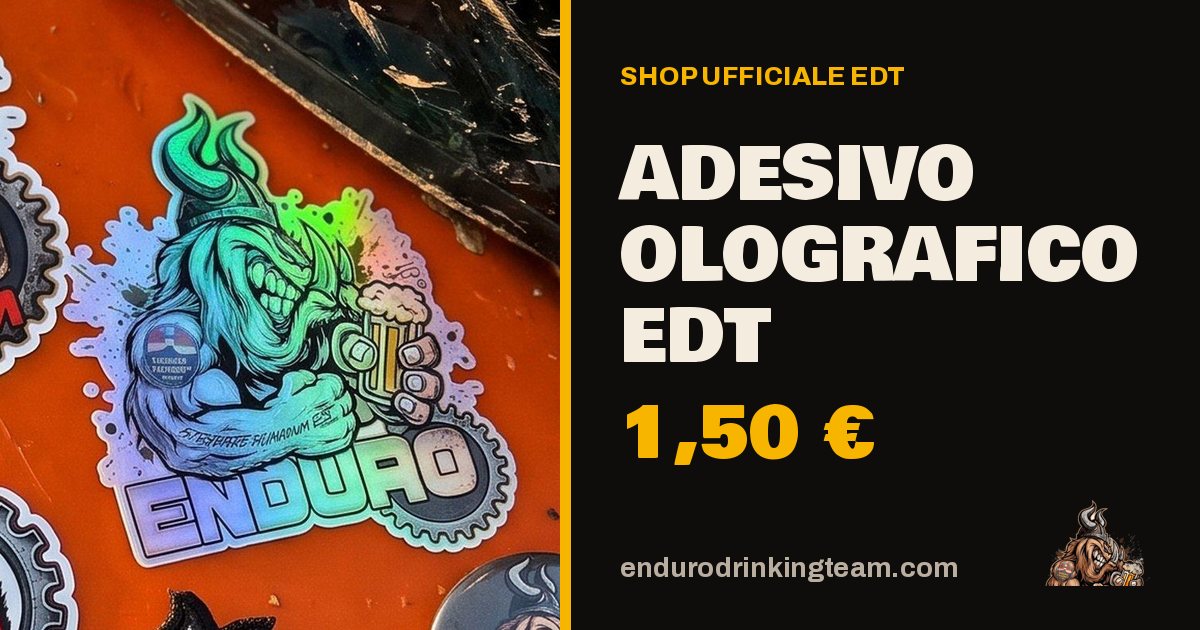 ENDURO
SHOP UFFICIALE EDT
ADESIVO
OLOGRAFICO
EDT
1,50 €
endurodrinkingteam.com